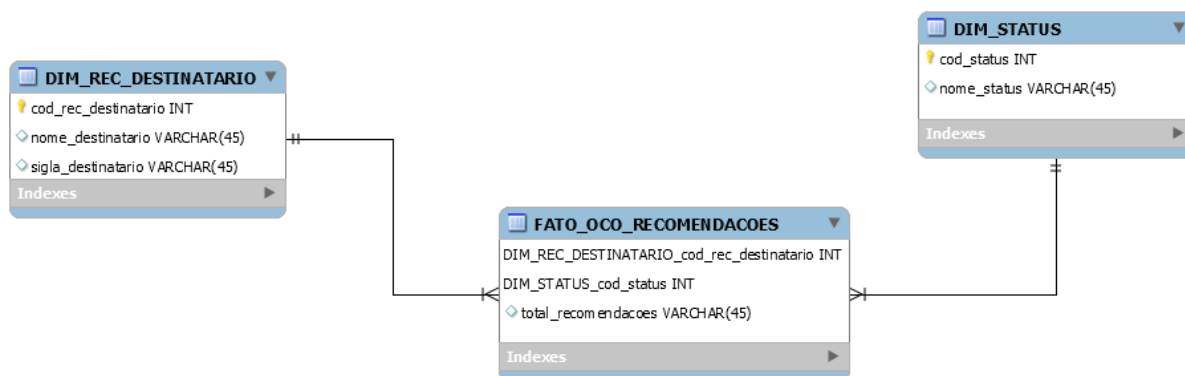 DIM_STATUS
cod_status INT
nome_status VARCHAR(45)
Indexes
DIM_REC_DESTINATARIO
cod_rec_destinatario INT
nome_destinatario VARCHAR(45)
sigla_destinatario VARCHAR(45)
Indexes
FATO_OCO_RECOMENDACOES
DIM_REC_DESTINATARIO_cod_rec_destinatario INT
DIM_STATUS_cod_status INT
total_recomendacoes VARCHAR(45)
Indexes